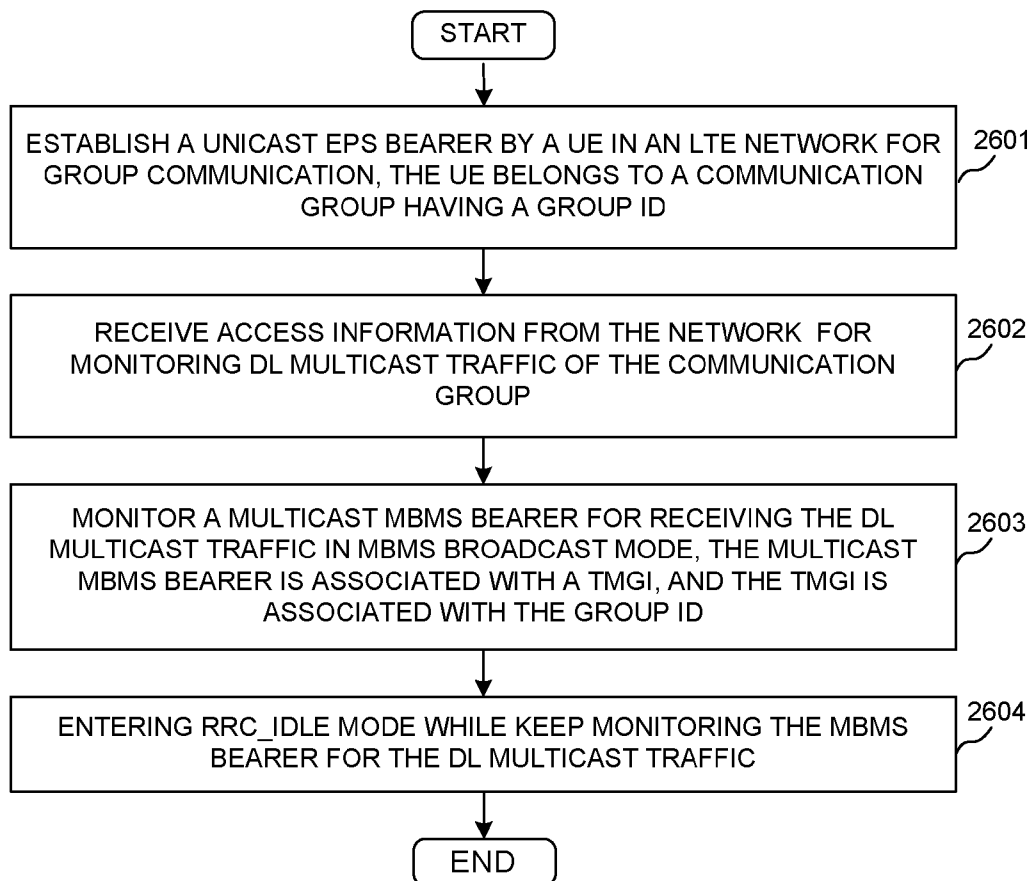 START
ESTABLISH A UNICAST EPS BEARER BY A UE IN AN LTE NETWORK FOR
GROUP COMMUNICATION, THE UE BELONGS TO A COMMUNICATION
GROUP HAVING A GROUP ID
2601
RECEIVE ACCESS INFORMATION FROM THE NETWORK FOR
MONITORING DL MULTICAST TRAFFIC OF THE COMMUNICATION
GROUP
2602
MONITOR A MULTICAST MBMS BEARER FOR RECEIVING THE DL
MULTICAST TRAFFIC IN MBMS BROADCAST MODE, THE MULTICAST
MBMS BEARER IS ASSOCIATED WITH A TMGI, AND THE TMGI IS
ASSOCIATED WITH THE GROUP ID
2603
ENTERING RRC_IDLE MODE WHILE KEEP MONITORING THE MBMS
BEARER FOR THE DL MULTICAST TRAFFIC
2604
END